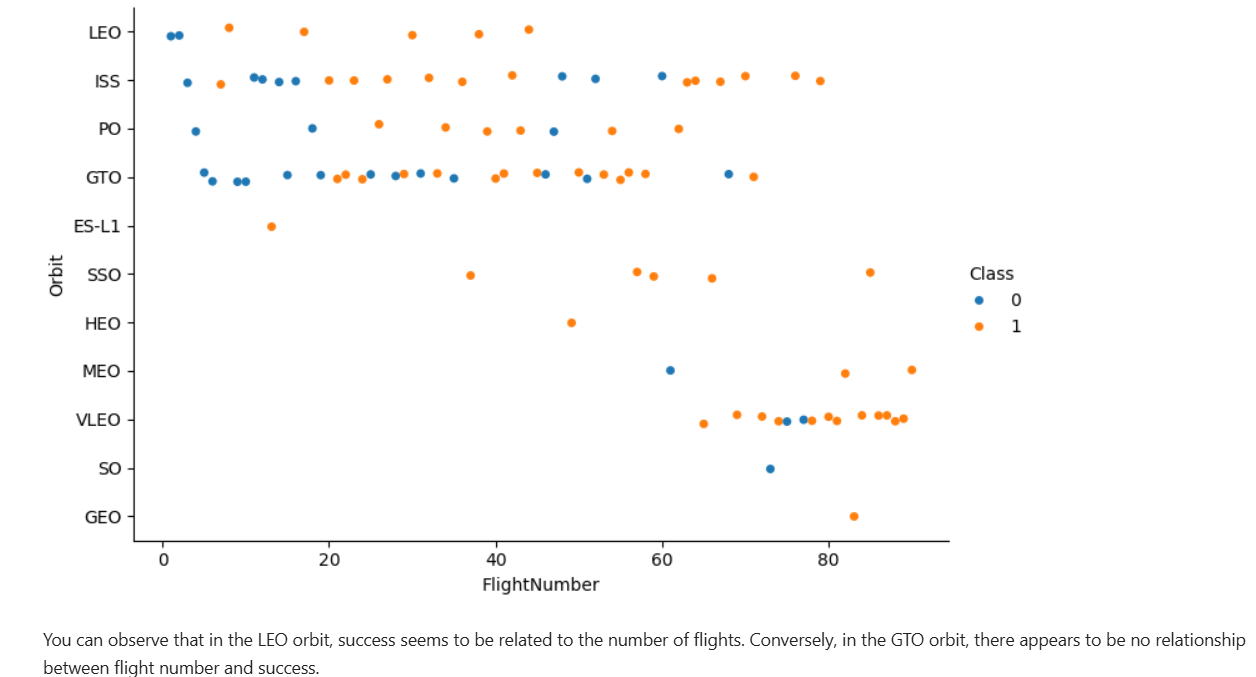 LEO
ISS
PO
GTO
ES-L1
SSO
HEO
MEO
VLEO
SO
GEO
Orbit
0
20
40
60
80
FlightNumber
Class
0
1
You can observe that in the LEO orbit, success seems to be related to the number of flights. Conversely, in the GTO orbit, there appears to be no relationship
between flight number and success.